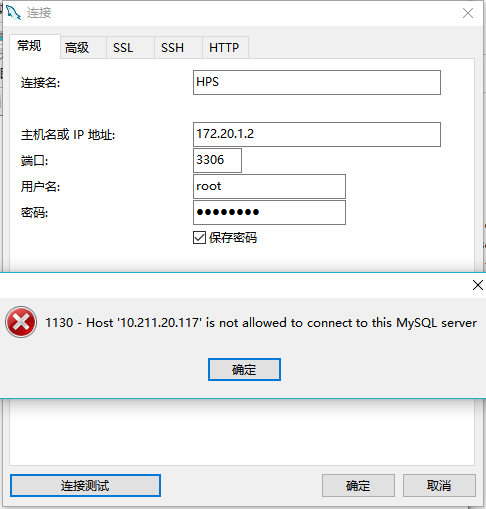 连接
常规 高级 SSL SSH HTTP
连接名: HPS
主机名或 IP 地址: 172.20.1.2
端口: 3306
用户名: root
密码: ●●●●●●●●
保存密码
1130 - Host '10.211.20.117' is not allowed to connect to this MySQL server
确定
连接测试 确定 取消